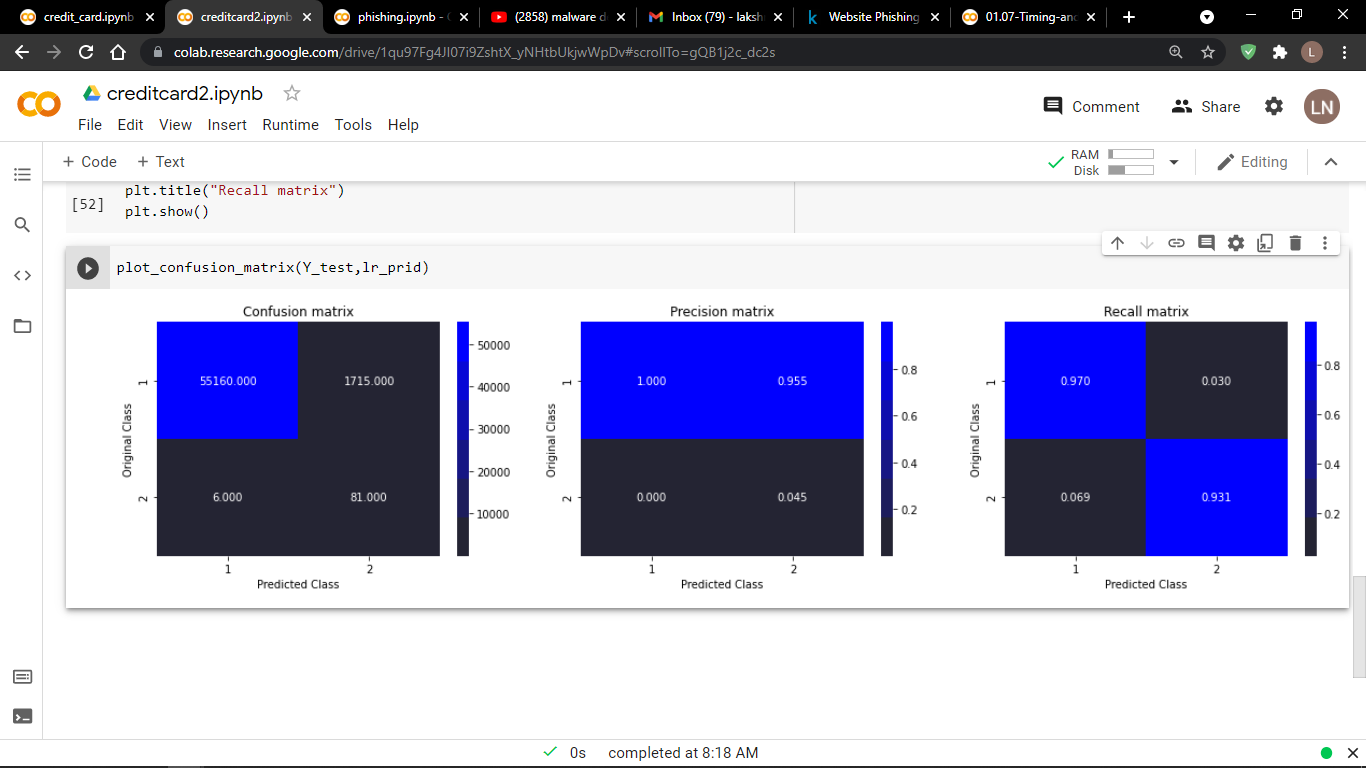 credit_card.ipynb
creditcard2.ipynb
phishing.ipynb -
(2858) malware d
Inbox (79) - laksh
Website Phishing
01.07-Timing-an
colab.research.google.com/drive/1qu97Fg4Jl07i9ZshtX_yNHtbUkjwWpDv#scrollTo=gQB1j2c_dc2s
L
creditcard2.ipynb
Comment
Share
LN
File Edit View Insert Runtime Tools Help
+ Code + Text
RAM
Disk
Editing
plt.title("Recall matrix")
[52]
plt.show()
plot_confusion_matrix(Y_test,lr_prid)
Confusion matrix
Original Class
1
2
55160.000 1715.000
6.000 81.000
1 2
Predicted Class
50000
40000
30000
20000
10000
Precision matrix
Original Class
1
2
1.000 0.955
0.000 0.045
1 2
Predicted Class
0.8
0.6
0.4
0.2
Recall matrix
Original Class
1
2
0.970 0.030
0.069 0.931
1 2
Predicted Class
0.8
0.6
0.4
0.2
0s completed at 8:18 AM